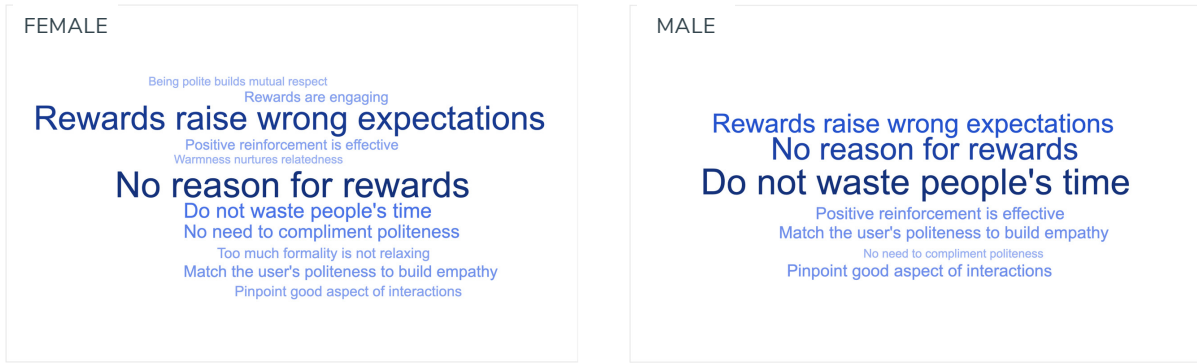 FEMALE
Being polite builds mutual respect
Rewards are engaging
Rewards raise wrong expectations
Positive reinforcement is effective
Warmness nurtures relatedness
No reason for rewards
Do not waste people's time
No need to compliment politeness
Too much formality is not relaxing
Match the user's politeness to build empathy
Pinpoint good aspect of interactions
MALE
Rewards raise wrong expectations
No reason for rewards
Do not waste people's time
Positive reinforcement is effective
Match the user's politeness to build empathy
No need to compliment politeness
Pinpoint good aspect of interactions